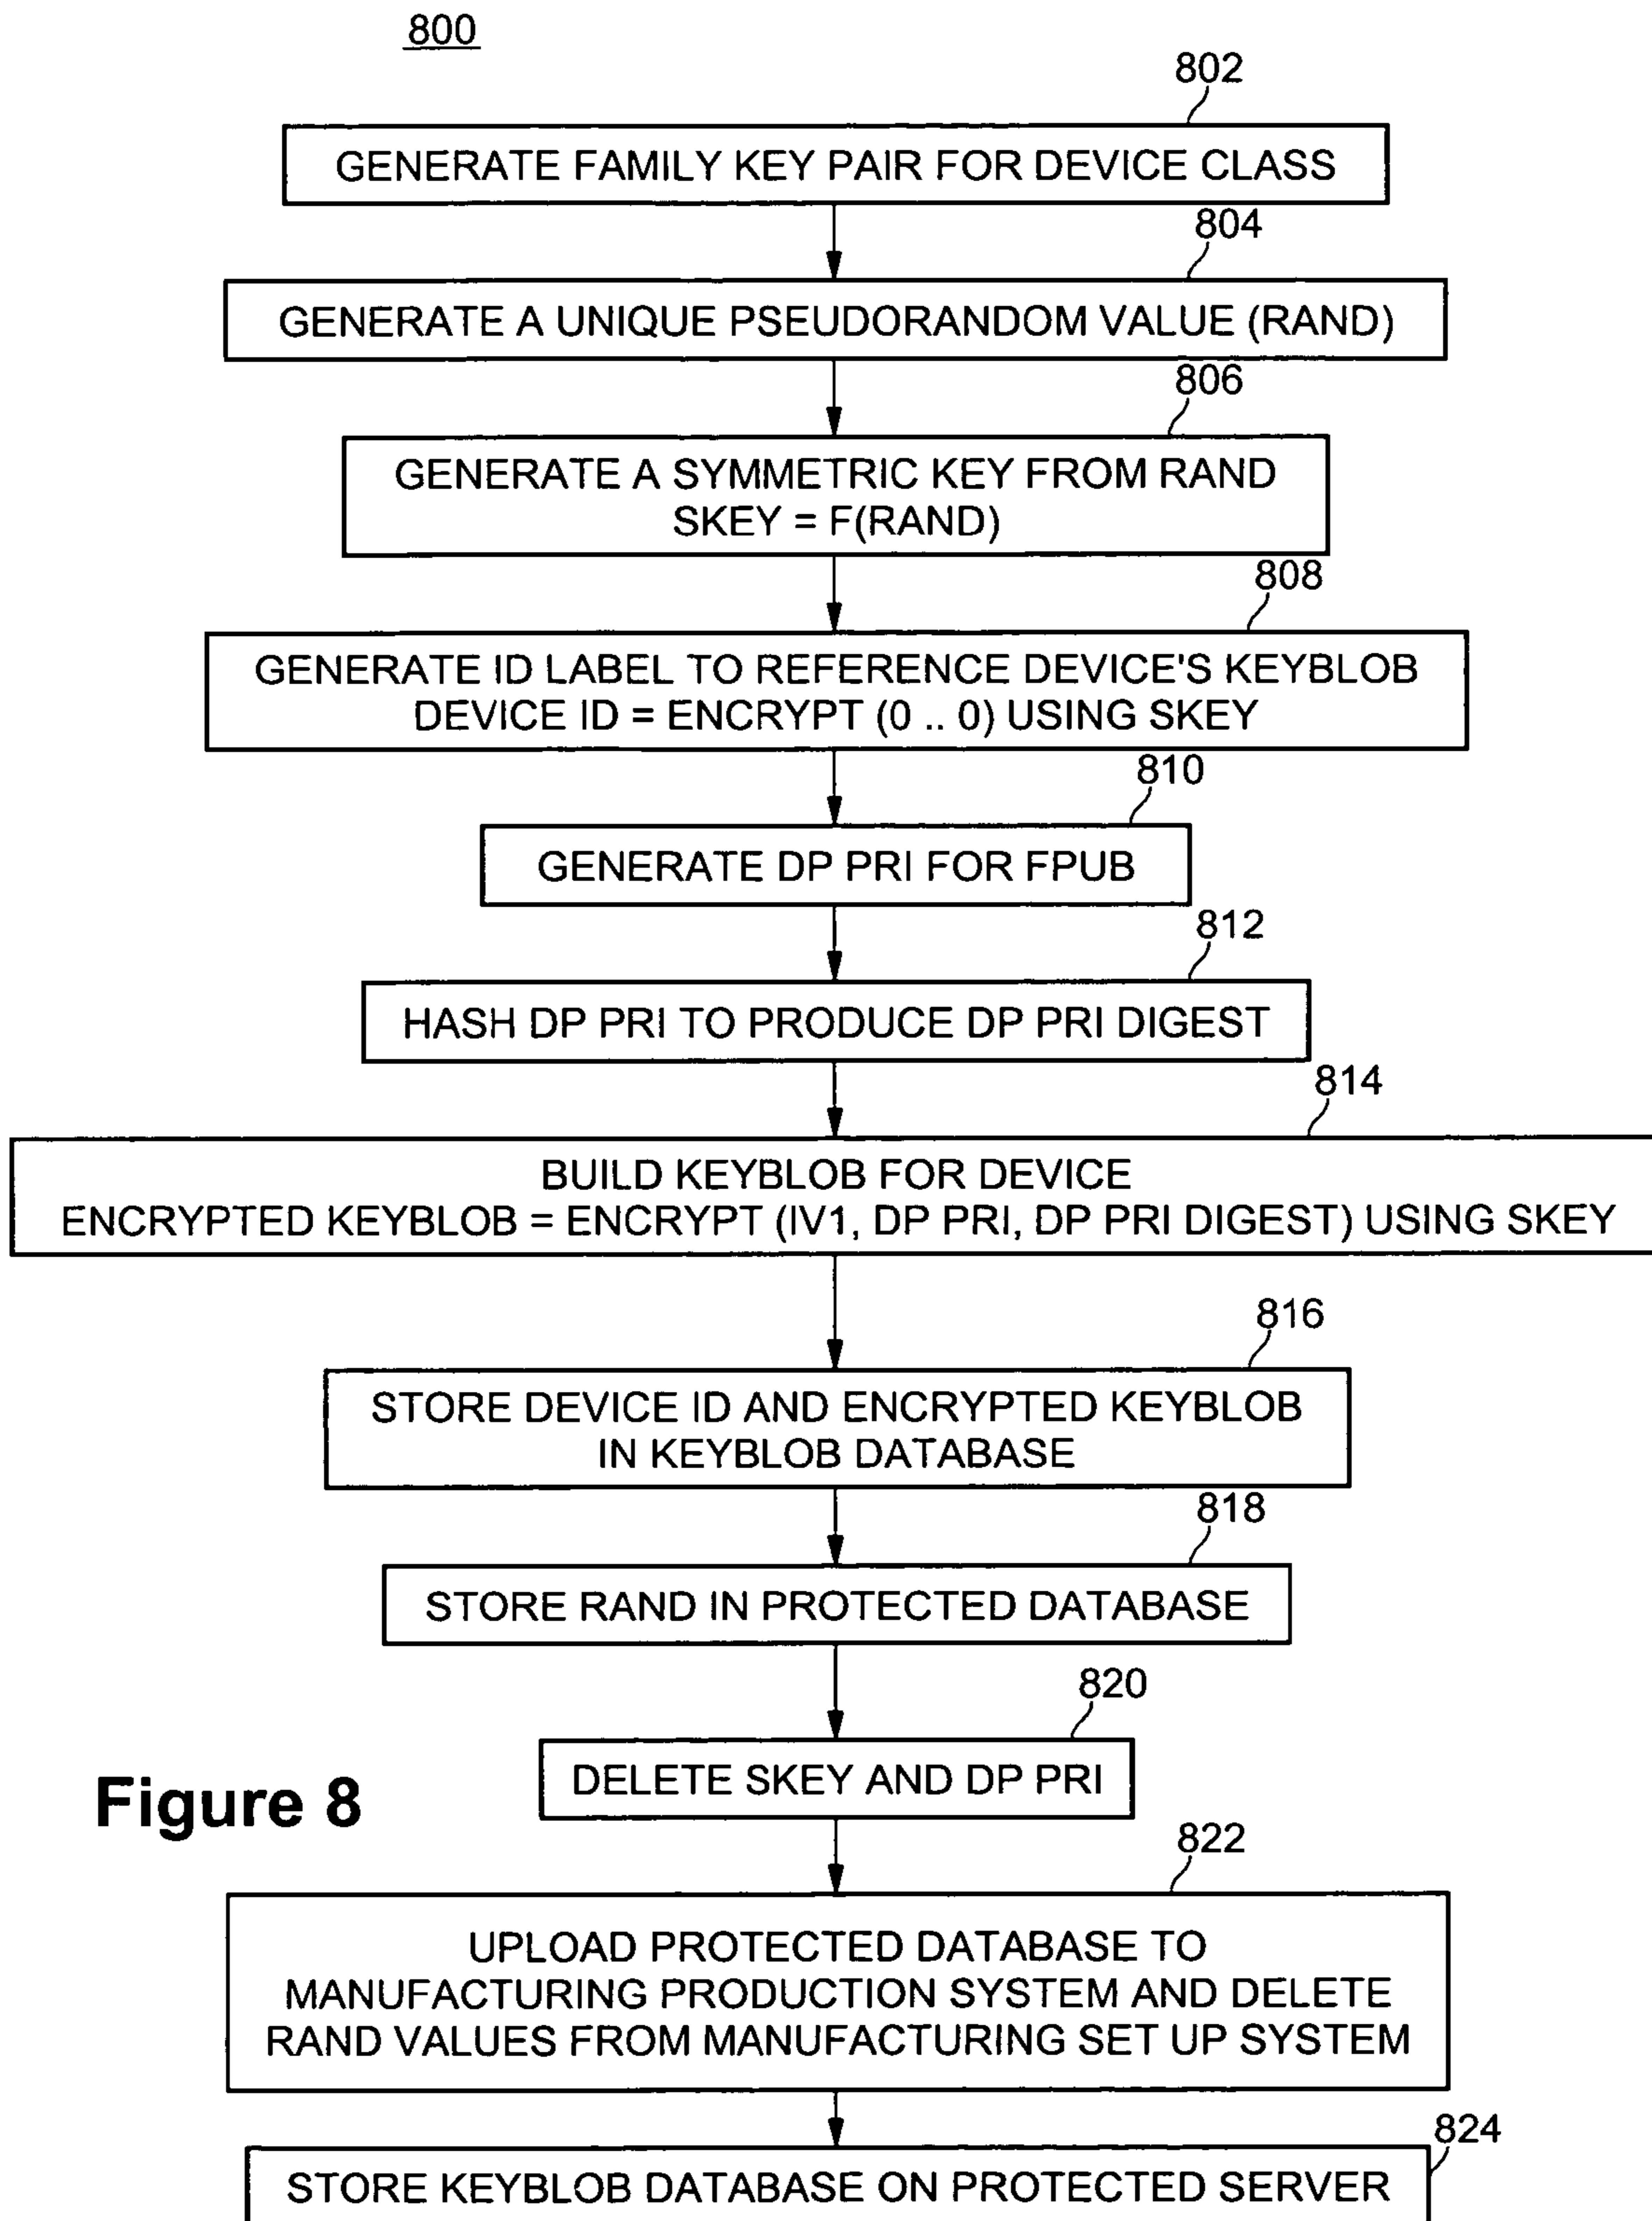 800
802
GENERATE FAMILY KEY PAIR FOR DEVICE CLASS
804
GENERATE A UNIQUE PSEUDORANDOM VALUE (RAND)
806
GENERATE A SYMMETRIC KEY FROM RAND
SKEY = F(RAND)
808
GENERATE ID LABEL TO REFERENCE DEVICE'S KEYBLOB
DEVICE ID = ENCRYPT (0 .. 0) USING SKEY
810
GENERATE DP PRI FOR FPUB
812
HASH DP PRI TO PRODUCE DP PRI DIGEST
814
BUILD KEYBLOB FOR DEVICE
ENCRYPTED KEYBLOB = ENCRYPT (IV1, DP PRI, DP PRI DIGEST) USING SKEY
816
STORE DEVICE ID AND ENCRYPTED KEYBLOB
IN KEYBLOB DATABASE
818
STORE RAND IN PROTECTED DATABASE
820
DELETE SKEY AND DP PRI
Figure 8
822
UPLOAD PROTECTED DATABASE TO
MANUFACTURING PRODUCTION SYSTEM AND DELETE
RAND VALUES FROM MANUFACTURING SET UP SYSTEM
824
STORE KEYBLOB DATABASE ON PROTECTED SERVER